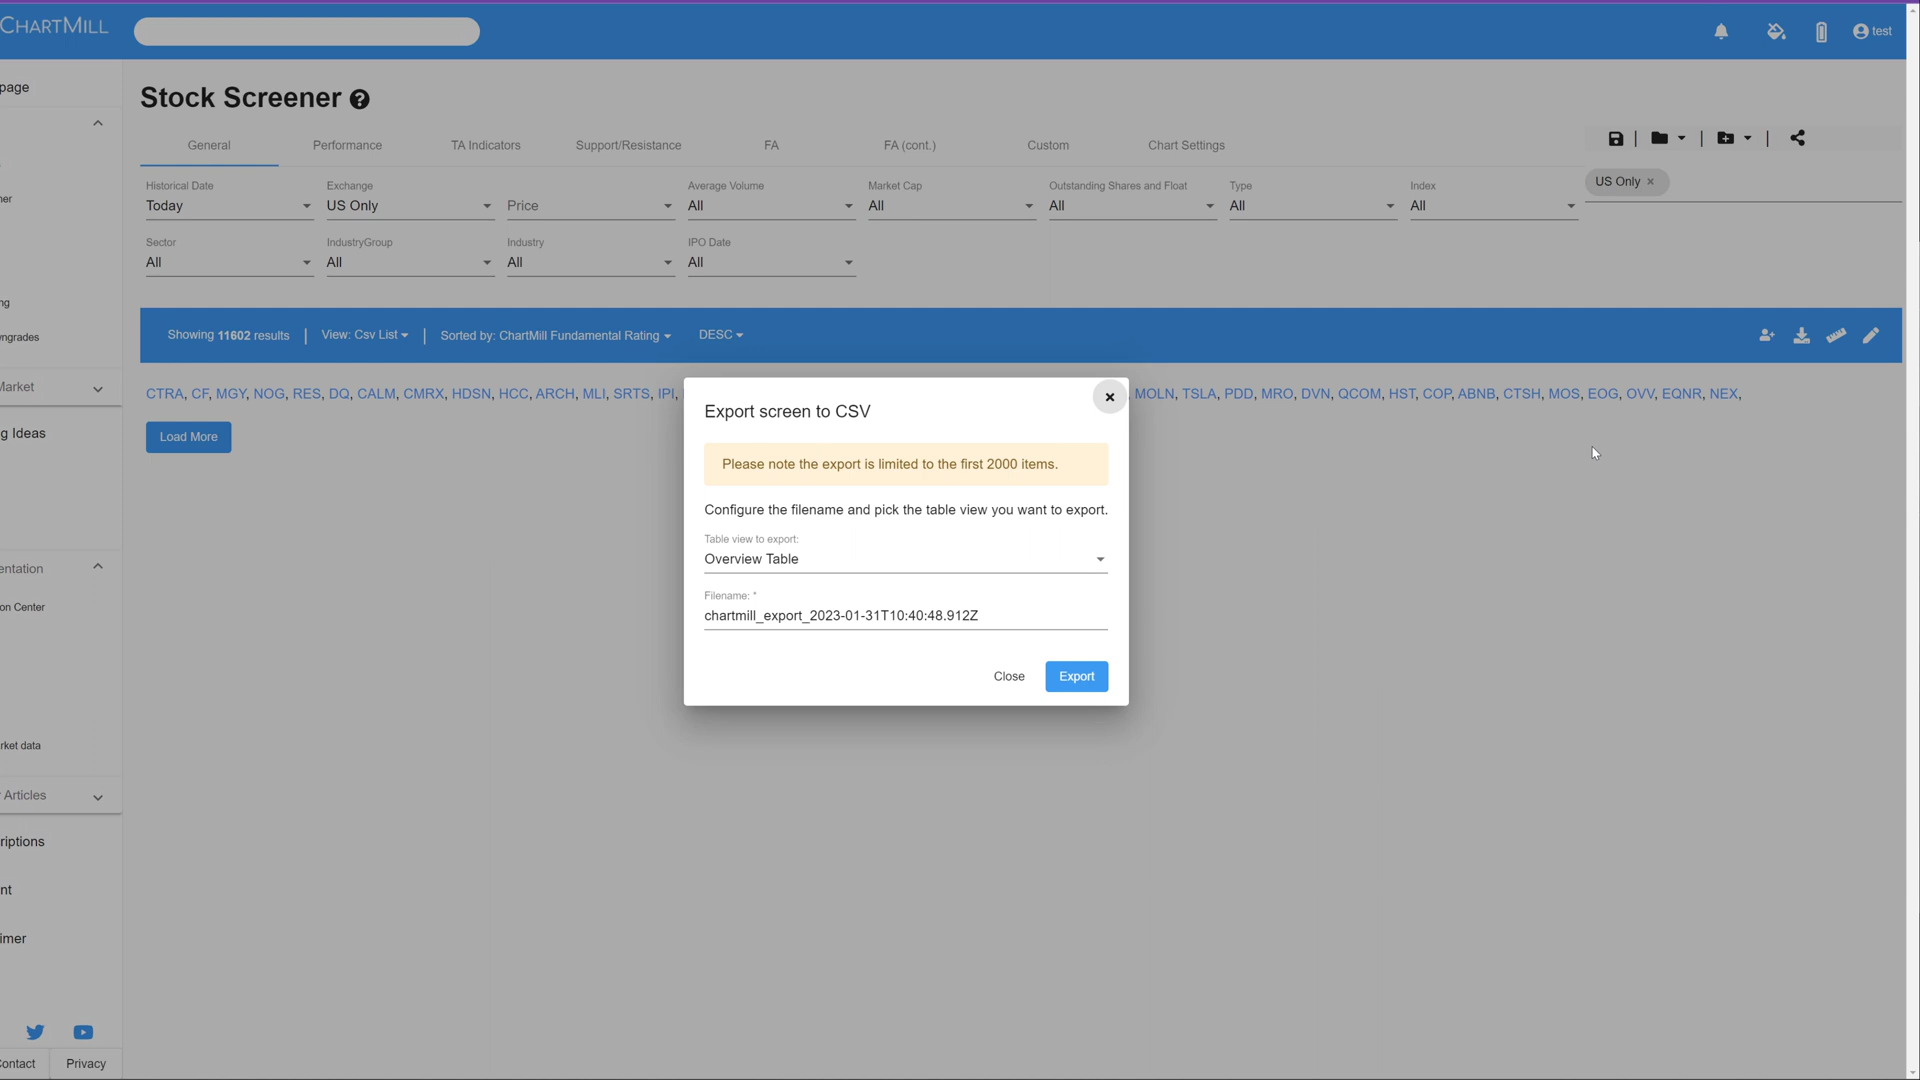 CHARTMILL
test
page
Stock Screener
General Performance TA Indicators Support/Resistance FA FA (cont.) Custom Chart Settings
Historical Date Exchange Average Volume Market Cap Outstanding Shares and Float Type Index
US Only ×
Today US Only Price All All All All All
ner
Sector IndustryGroup Industry IPO Date
All All All All
ng
Showing 11602 results | View: Csv List | Sorted by: ChartMill Fundamental Rating DESC
wngrades
Market
CTRA, CF, MGY, NOG, RES, DQ, CALM, CMRX, HDSN, HCC, ARCH, MLI, SRTS, IPI, , MOLN, TSLA, PDD, MRO, DVN, QCOM, HST, COP, ABNB, CTSH, MOS, EOG, OVV, EQNR, NEX,
g Ideas
Load More
Export screen to CSV
Please note the export is limited to the first 2000 items.
Configure the filename and pick the table view you want to export.
Table view to export:
Overview Table
Filename: *
chartmill_export_2023-01-31T10:40:48.912Z
Close Export
entation
on Center
rket data
Articles
riptions
nt
imer
Contact Privacy